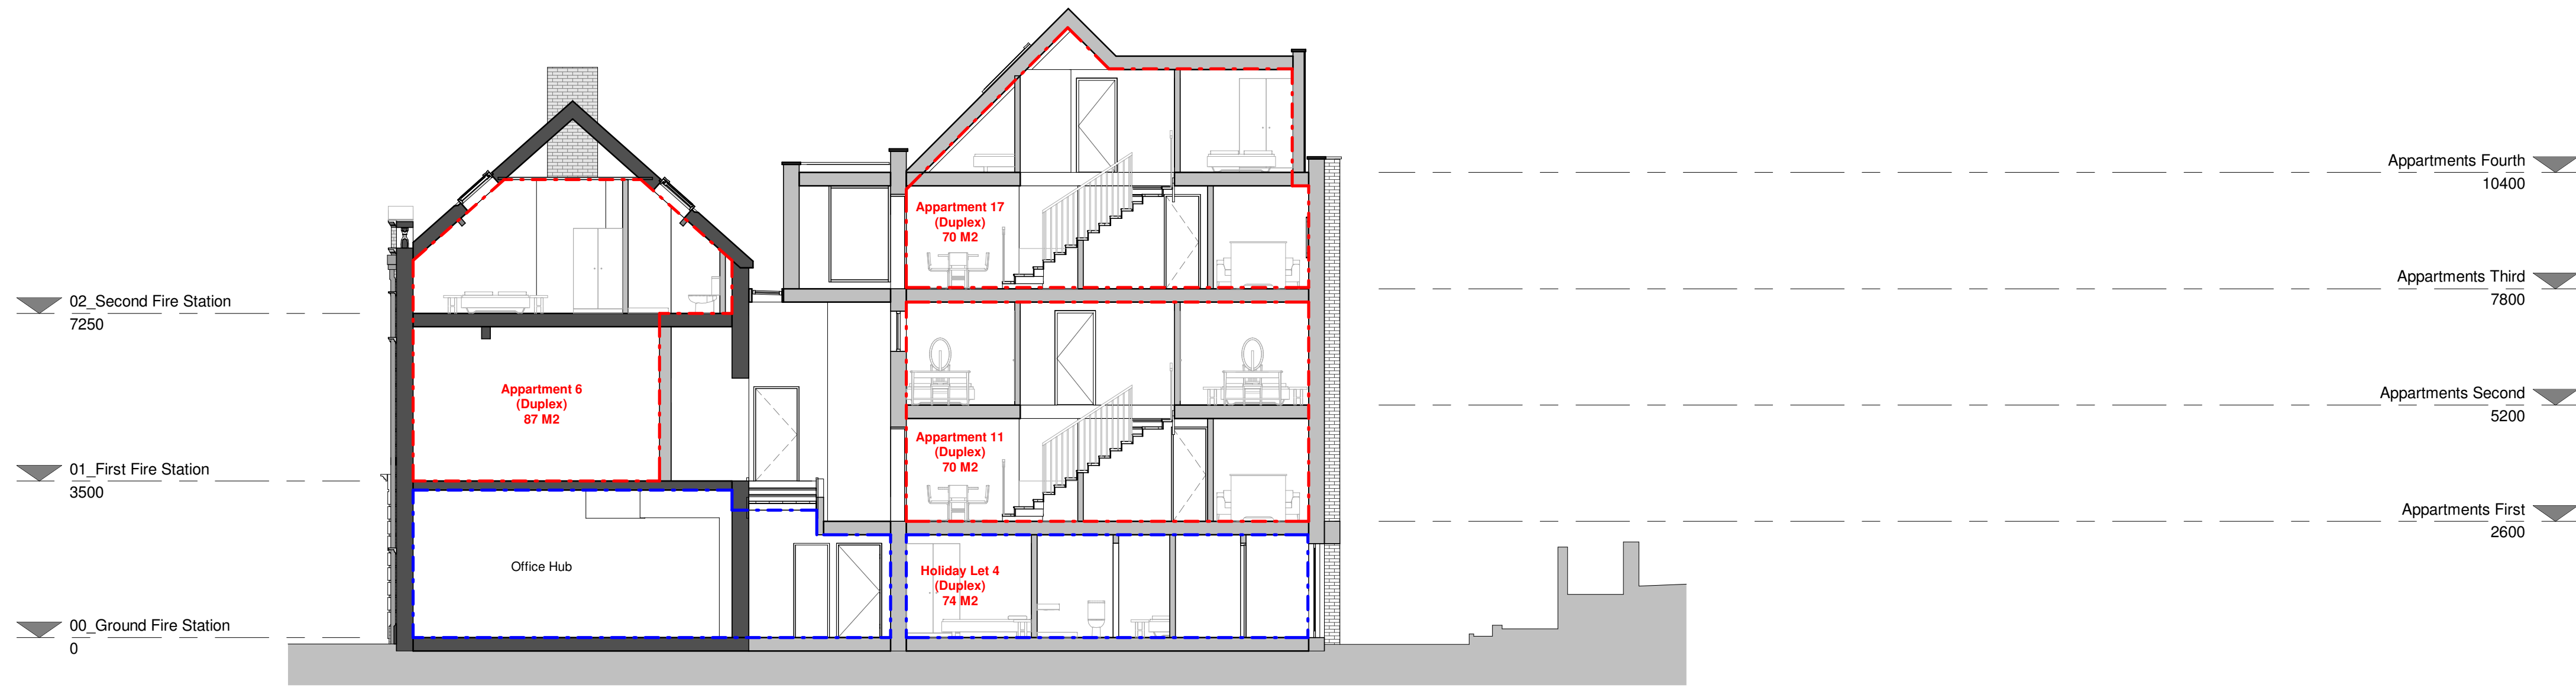 02_Second Fire Station
7250
01_First Fire Station
3500
00_Ground Fire Station
0
Appartment 6
(Duplex)
87 M2
Office Hub
Appartment 17
(Duplex)
70 M2
Appartment 11
(Duplex)
70 M2
Holiday Let 4
(Duplex)
74 M2
Appartments Fourth
10400
Appartments Third
7800
Appartments Second
5200
Appartments First
2600